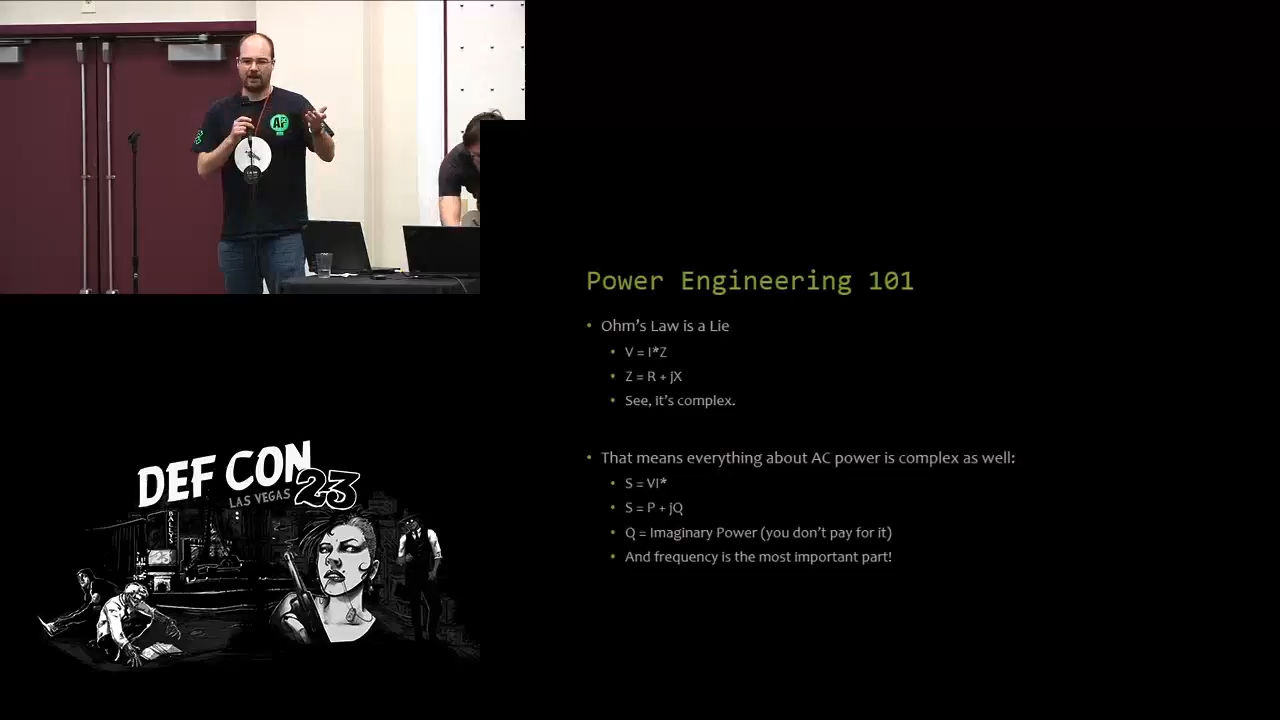 Power Engineering 101
• Ohm's Law is a Lie
• V = I*Z
• Z = R + jX
• See, it's complex.
• That means everything about AC power is complex as well:
• S = VI*
• S = P + jQ
• Q = Imaginary Power (you don't pay for it)
• And frequency is the most important part!
DEF CON
LAS VEGAS 23
BALLYS